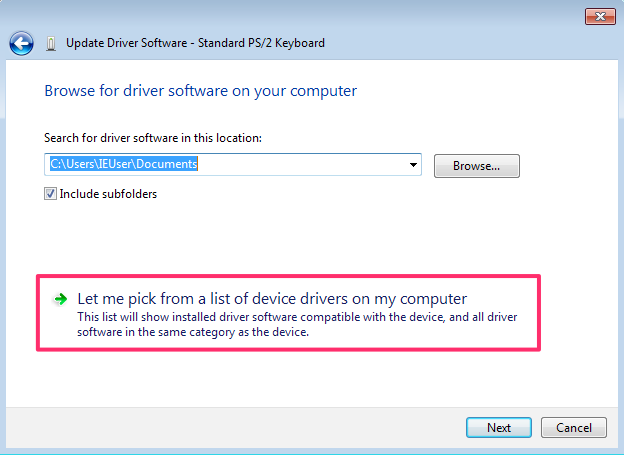 Update Driver Software - Standard PS/2 Keyboard
Browse for driver software on your computer
Search for driver software in this location:
C:\Users\IEUser\Documents
Browse...
Include subfolders
Let me pick from a list of device drivers on my computer
This list will show installed driver software compatible with the device, and all driver
software in the same category as the device.
Next
Cancel